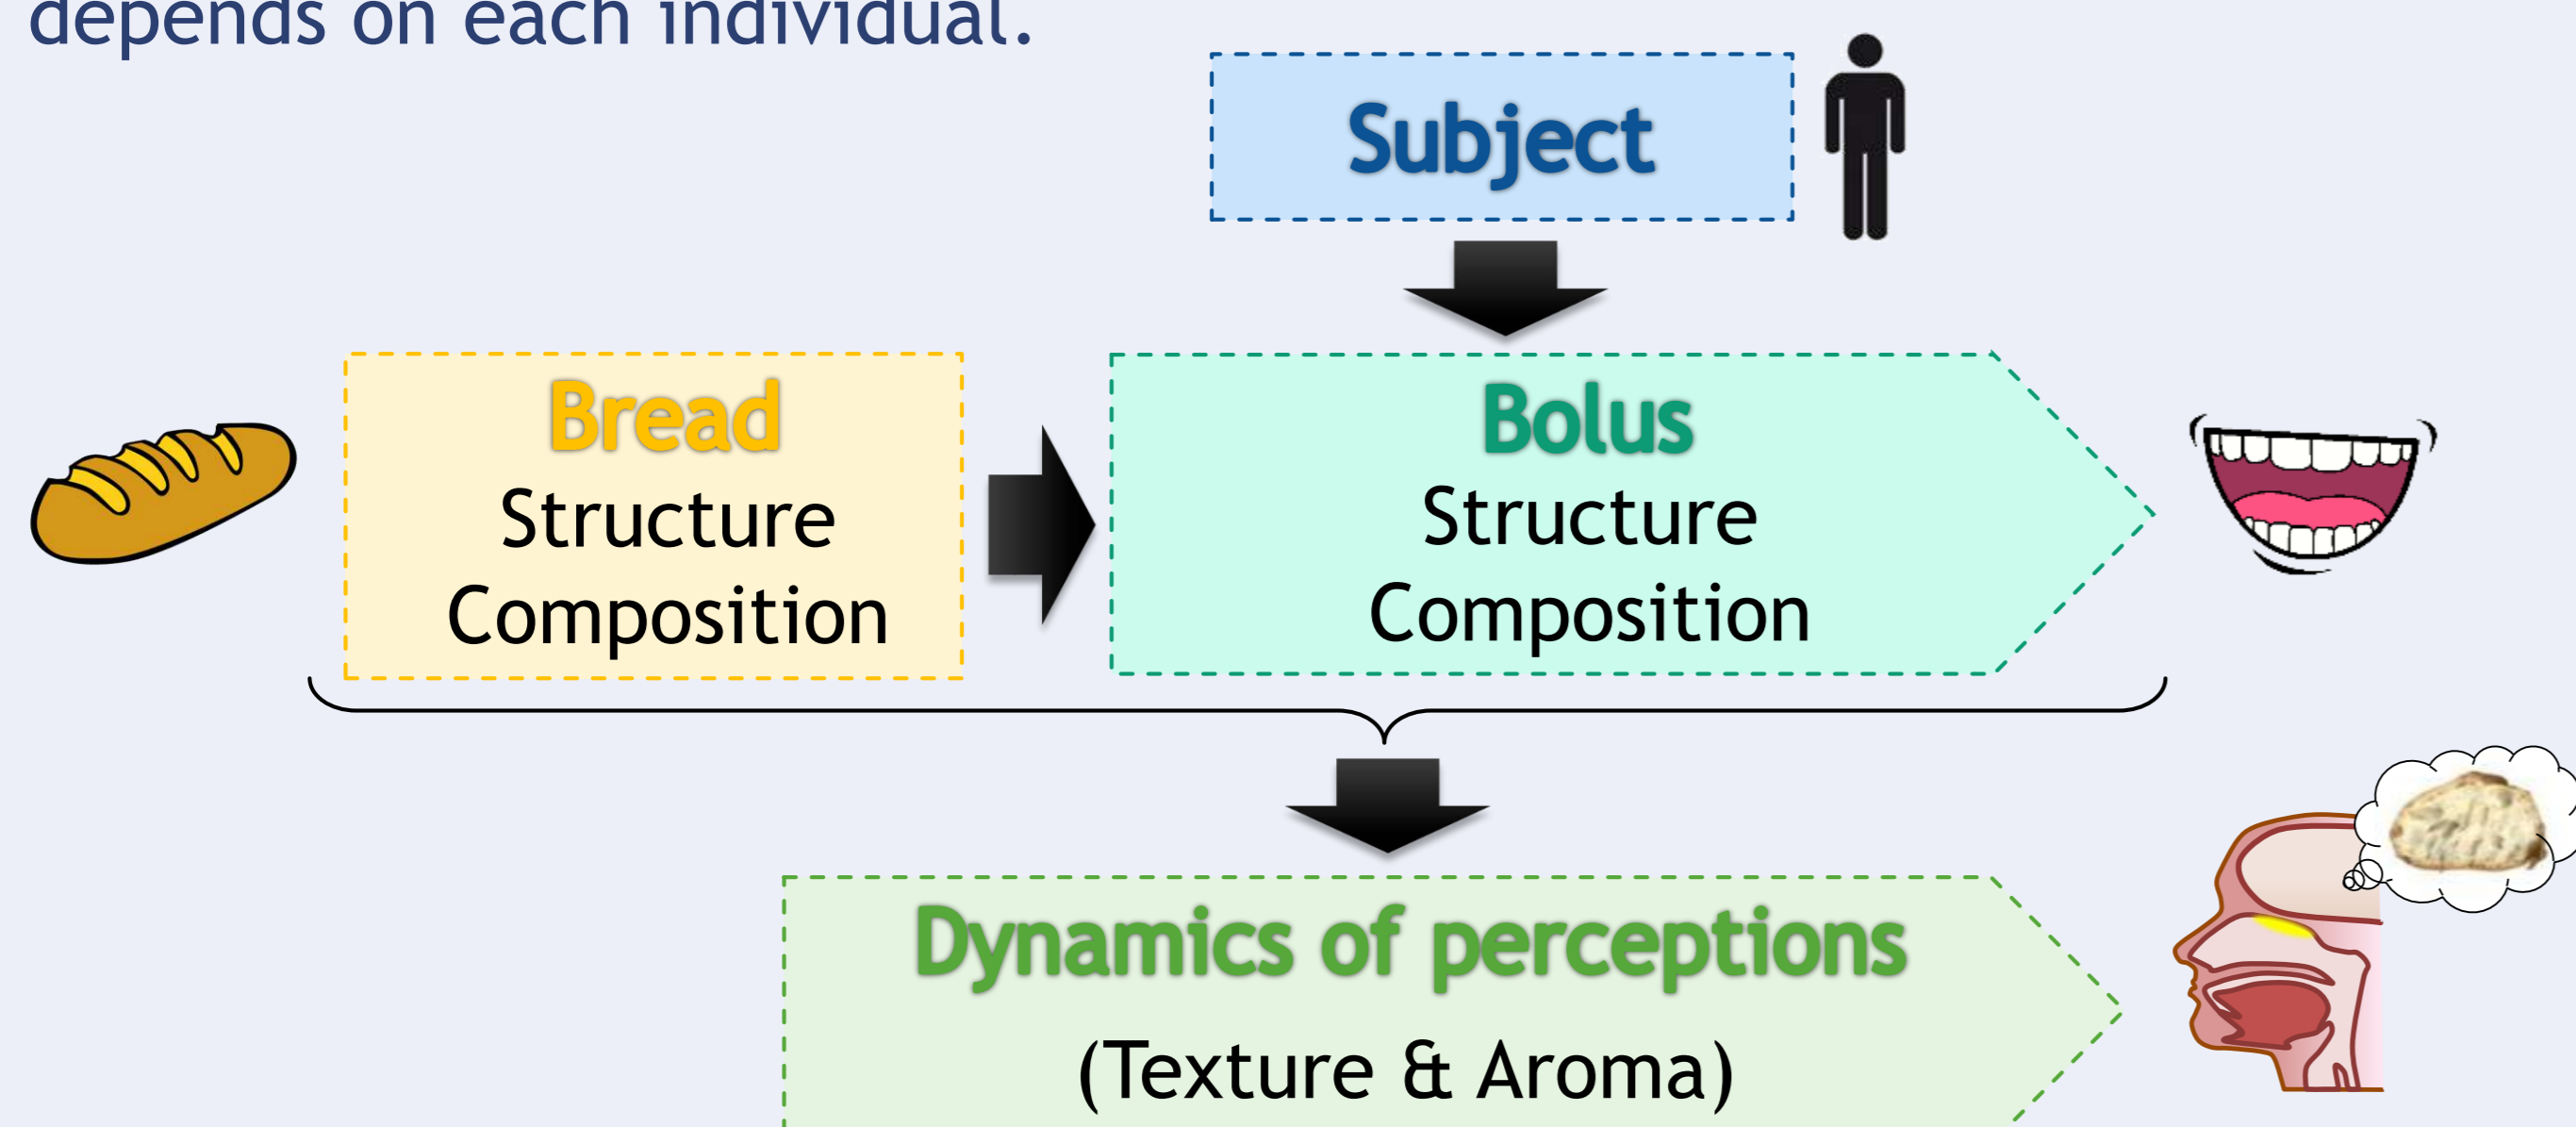 depends on each individual.
Subject
Bread
Structure
Composition
Bolus
Structure
Composition
Dynamics of perceptions
(Texture & Aroma)